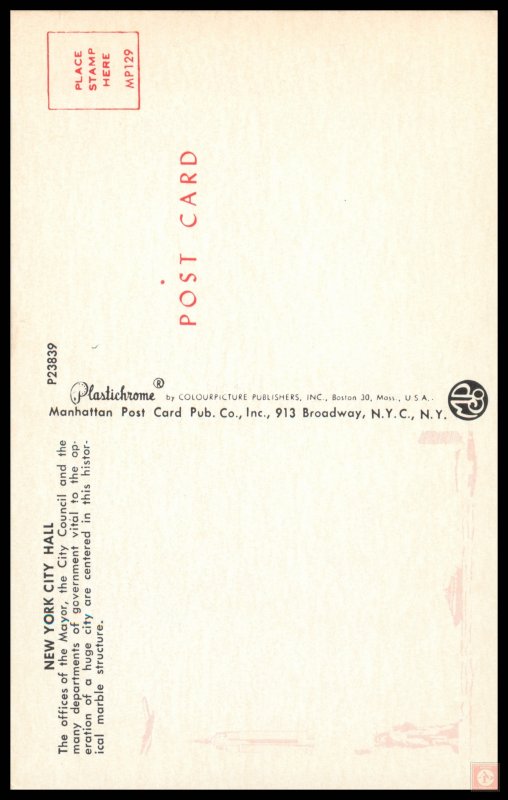 NEW YORK CITY HALL
The offices of the Mayor, the City Council and the
many departments of government vital to the op-
eration of a huge city are centered in this histor-
ical marble structure.
P23839
POST CARD
PLACE
STAMP
HERE
MP129
Plastichrome ® by COLOURPICTURE PUBLISHERS, INC., Boston 30, Mass., U.S.A.
Manhattan Post Card Pub. Co., Inc., 913 Broadway, N.Y.C., N.Y.